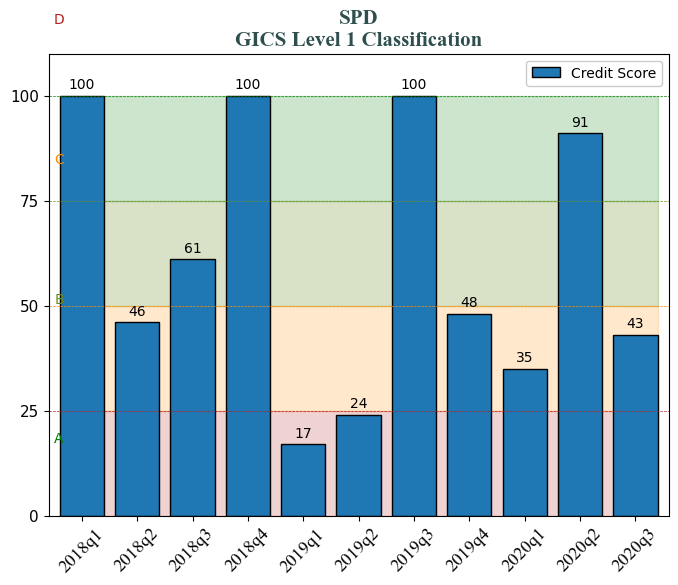 D
SPD
GICS Level 1 Classification
Credit Score
100
100
100
100
91
C
75
61
B
50
46
48
43
35
25
24
17
A
0
2018q1
2018q2
2018q3
2018q4
2019q1
2019q2
2019q3
2019q4
2020q1
2020q2
2020q3